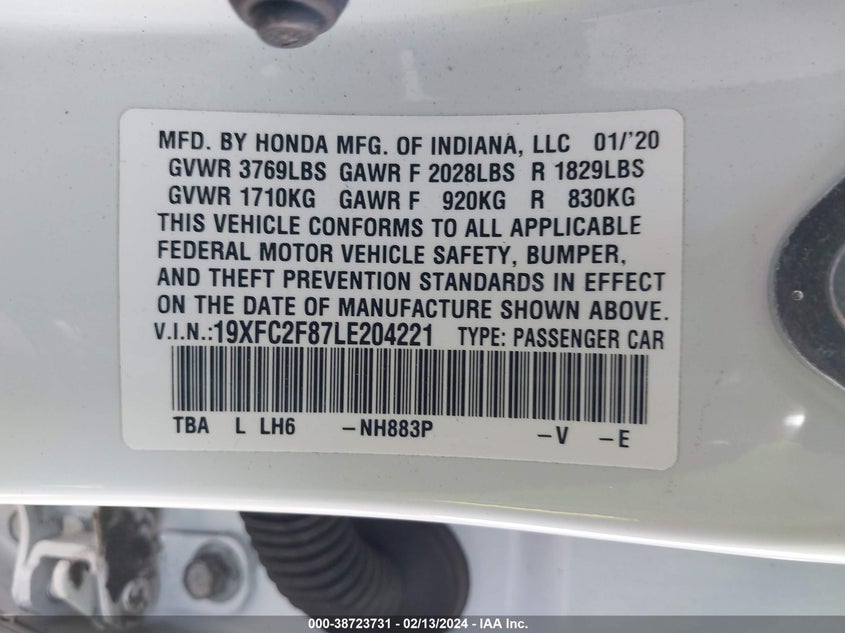 MFD. BY HONDA MFG. OF INDIANA, LLC 01/'20
GVWR 3769LBS GAWR F 2028LBS R 1829LBS
GVWR 1710KG GAWR F 920KG R 830KG
THIS VEHICLE CONFORMS TO ALL APPLICABLE
FEDERAL MOTOR VEHICLE SAFETY, BUMPER,
AND THEFT PREVENTION STANDARDS IN EFFECT
ON THE DATE OF MANUFACTURE SHOWN ABOVE.
V.I.N.:19XFC2F87LE204221 TYPE: PASSENGER CAR
TBA L LH6 -NH883P -V -E
000-38723731 - 02/13/2024 - IAA Inc.